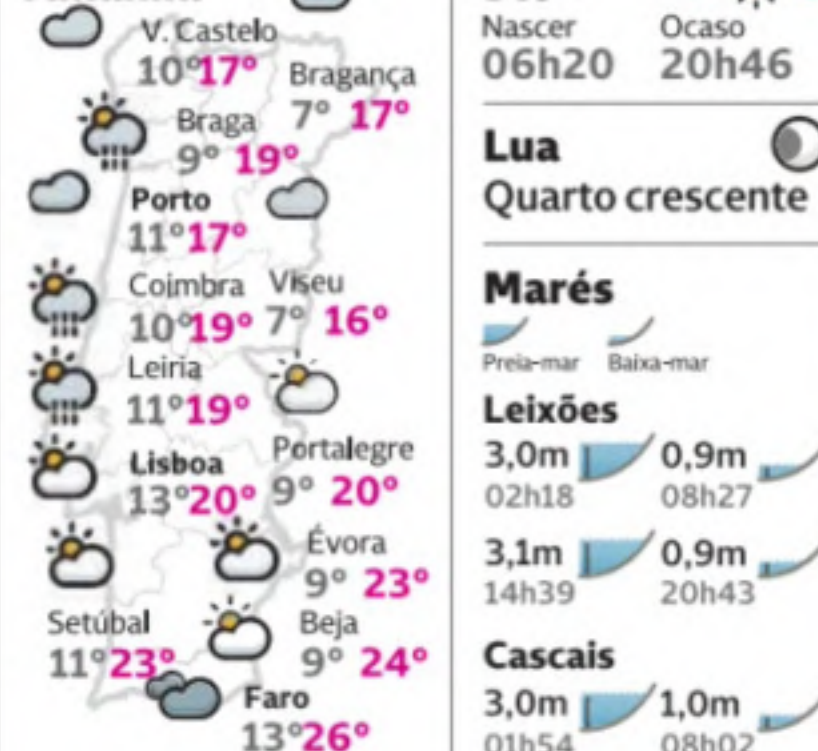 V. Castelo
10° 17°
Bragança
7° 17°
Braga
9° 19°
Porto
11° 17°
Coimbra
10° 19°
Viseu
7° 16°
Leiria
11° 19°
Lisboa
13° 20°
Portalegre
9° 20°
Évora
9° 23°
Setúbal
11° 23°
Beja
9° 24°
Faro
13° 26°
Nascer Ocaso
06h20 20h46
Lua
Quarto crescente
Marés
Preia-mar Baixa-mar
Leixões
3,0m 0,9m
02h18 08h27
3,1m 0,9m
14h39 20h43
Cascais
3,0m 1,0m
01h54 08h02